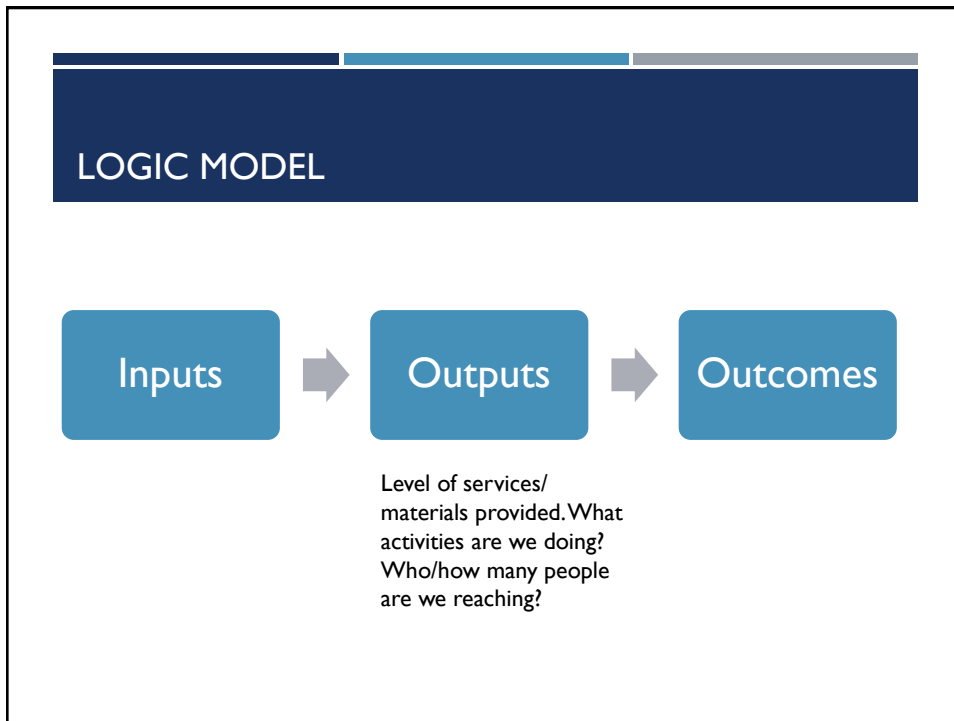 LOGIC MODEL
Inputs
Outputs
Outcomes
Level of services/
materials provided. What
activities are we doing?
Who/how many people
are we reaching?